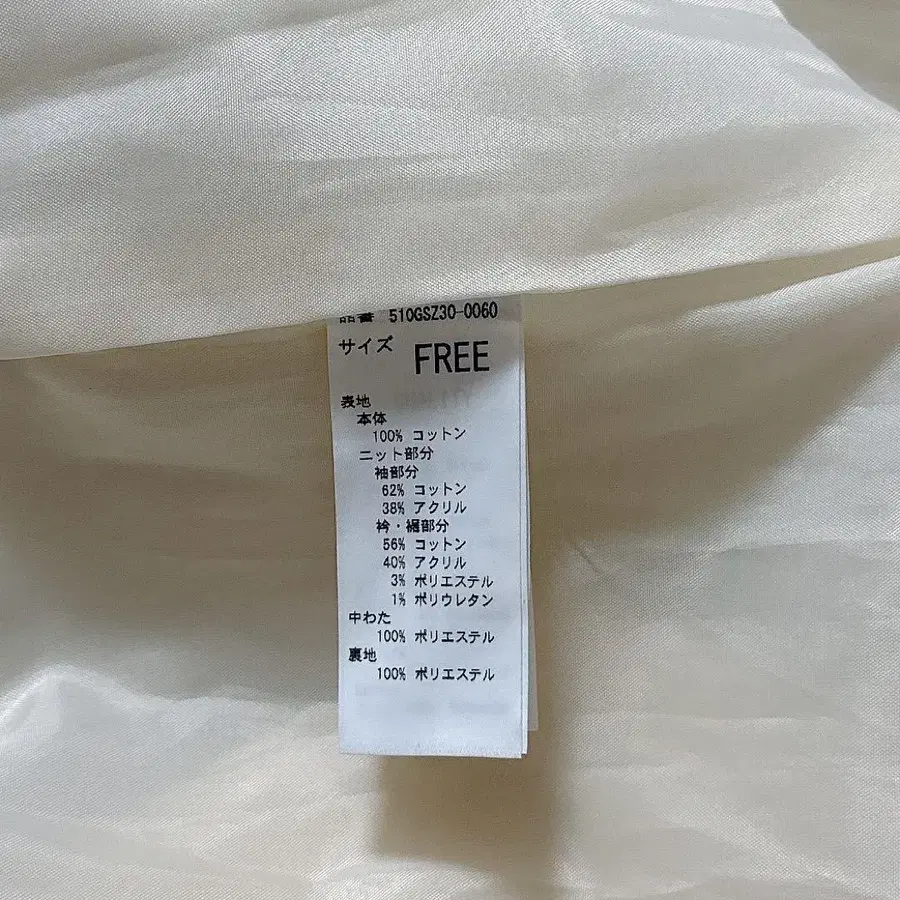 品番 510GSZ30-0060
サイズ FREE
表地
本体
100% コットン
ニット部分
袖部分
62% コットン
38% アクリル
衿・裾部分
56% コットン
40% アクリル
3% ポリエステル
1% ポリウレタン
中わた
100% ポリエステル
裏地
100% ポリエステル